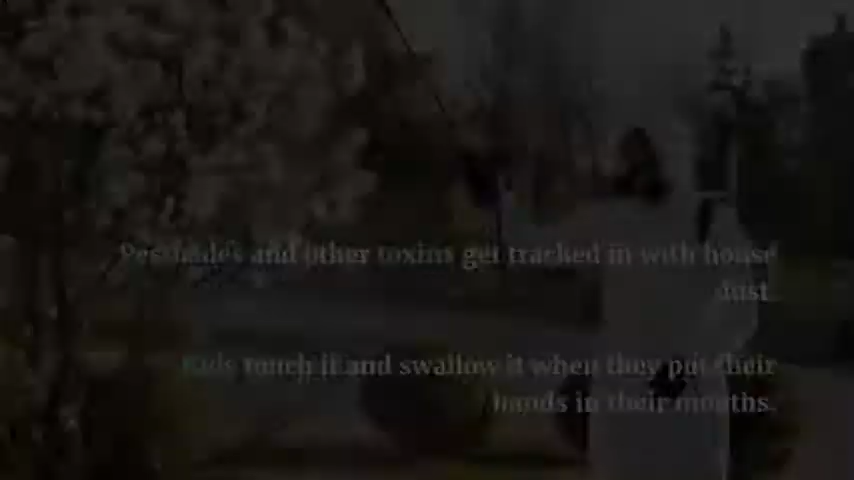 Pesticides and other toxins get tracked in with house
dust.
Kids touch it and swallow it when they put their
hands in their mouths.